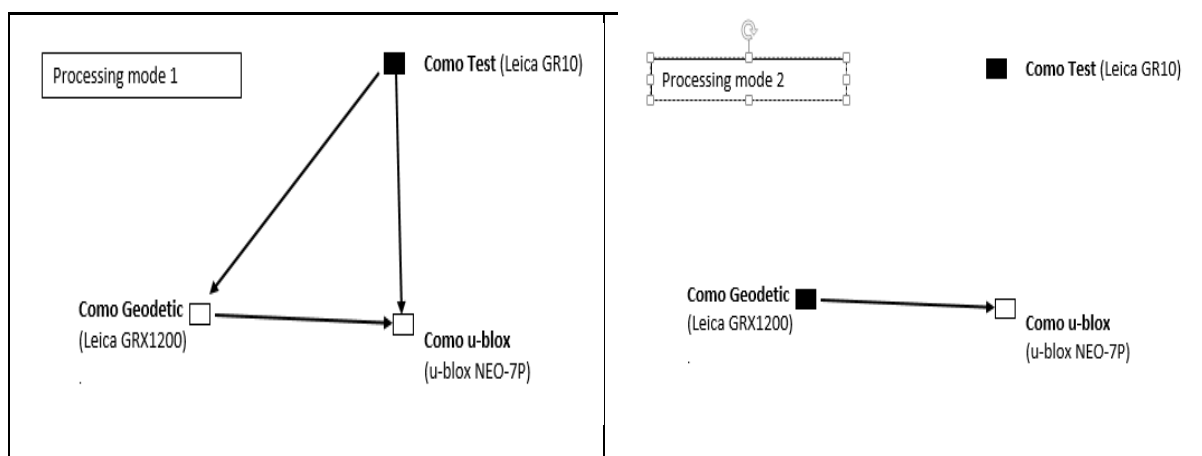 Processing mode 1
Como Test (Leica GR10)
Como Geodetic
(Leica GRX1200)
.
Como u-blox
(u-blox NEO-7P)
Processing mode 2
Como Test (Leica GR10)
Como Geodetic
(Leica GRX1200)
.
Como u-blox
(u-blox NEO-7P)